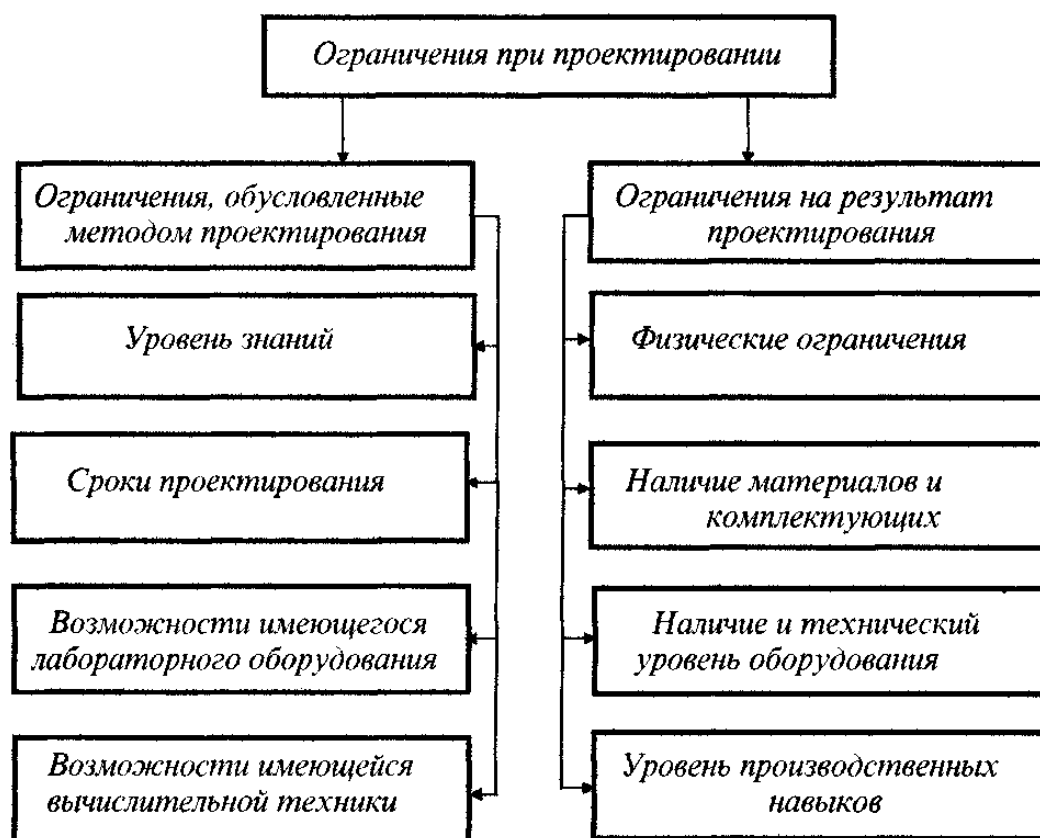 Ограничения при проектировании
Ограничения, обусловленные
методом проектирования
Уровень знаний
Сроки проектирования
Возможности имеющегося
лабораторного оборудования
Возможности имеющейся
вычислительной техники
Ограничения на результат
проектирования
Физические ограничения
Наличие материалов и
комплектующих
Наличие и технический
уровень оборудования
Уровень производственных
навыков